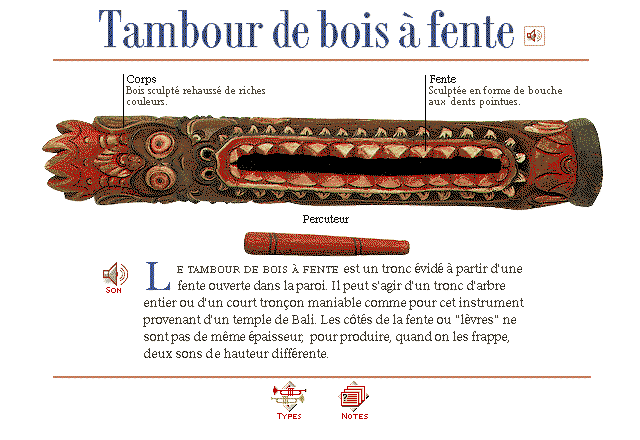 Tambour de bois à fente
Corps
Bois sculpté rehaussé de riches
couleurs.
Fente
Sculptée en forme de bouche
aux dents pointues.
Percuteur
SON
LE TAMBOUR DE BOIS À FENTE est un tronc évidé à partir d'une
fente ouverte dans la paroi. Il peut s'agir d'un tronc d'arbre
entier ou d'un court tronçon maniable comme pour cet instrument
provenant d'un temple de Bali. Les côtés de la fente ou "lèvres" ne
sont pas de même épaisseur, pour produire, quand on les frappe,
deux sons de hauteur différente.
TYPES
NOTES